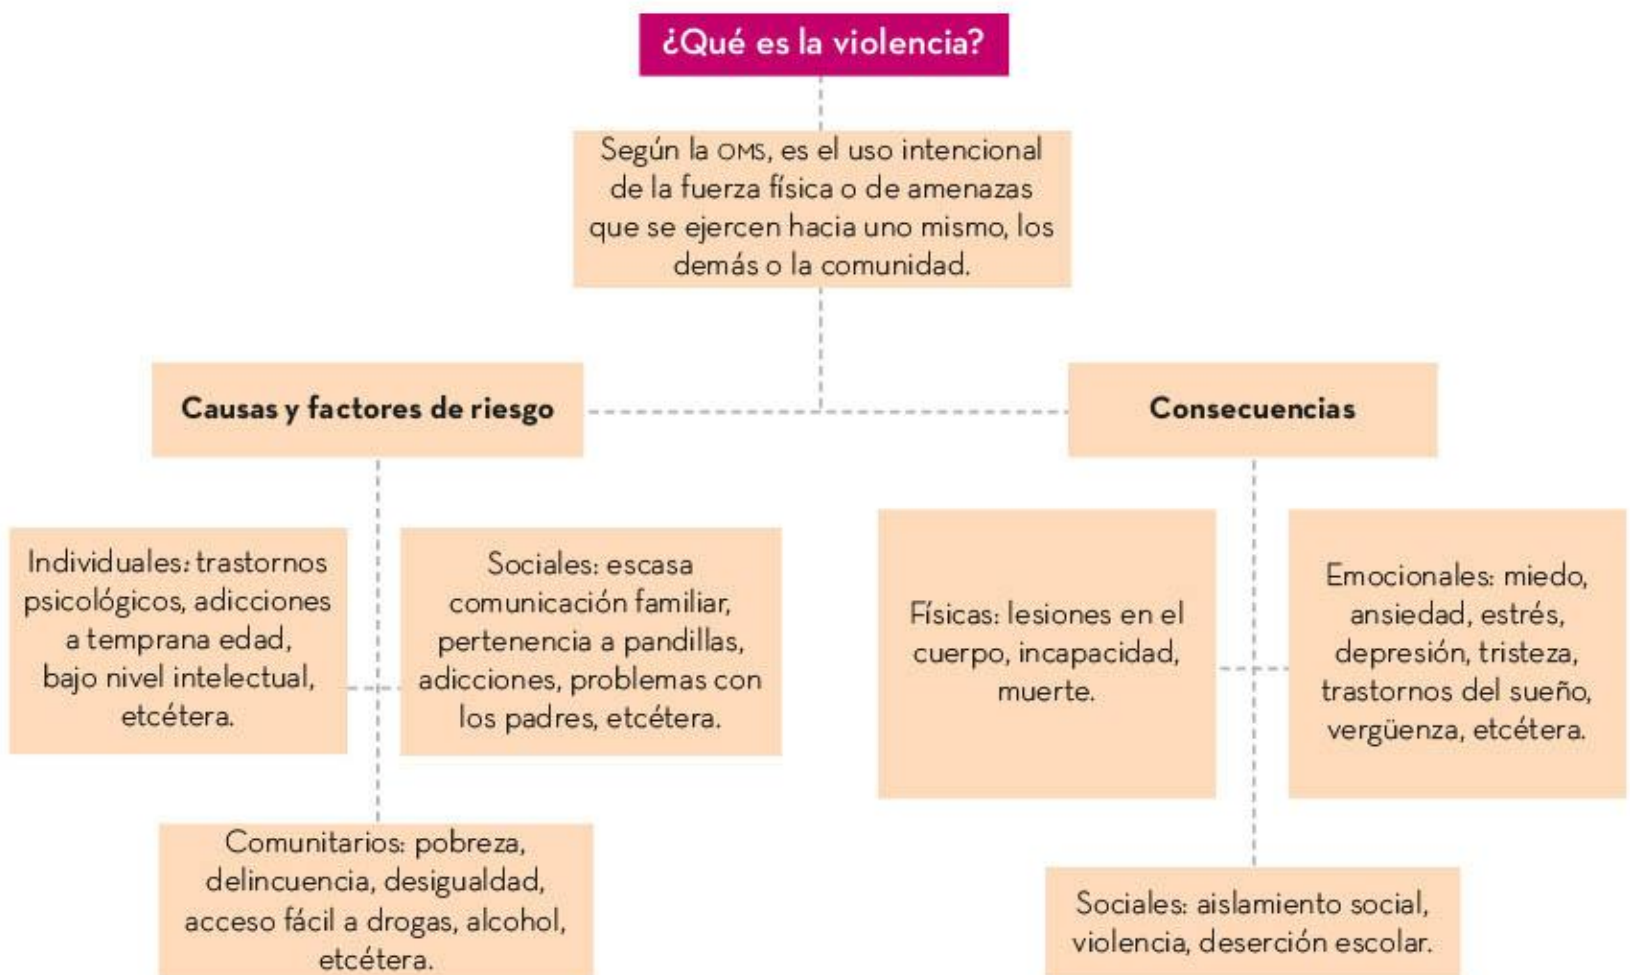 ¿Qué es la violencia?
Según la OMS, es el uso intencional
de la fuerza física o de amenazas
que se ejercen hacia uno mismo, los
demás o la comunidad.
Causas y factores de riesgo
Individuales: trastornos
psicológicos, adicciones
a temprana edad,
bajo nivel intelectual,
etcétera.
Sociales: escasa
comunicación familiar,
pertenencia a pandillas,
adicciones, problemas con
los padres, etcétera.
Comunitarios: pobreza,
delincuencia, desigualdad,
acceso fácil a drogas, alcohol,
etcétera.
Consecuencias
Físicas: lesiones en el
cuerpo, incapacidad,
muerte.
Emocionales: miedo,
ansiedad, estrés,
depresión, tristeza,
trastornos del sueño,
vergüenza, etcétera.
Sociales: aislamiento social,
violencia, deserción escolar.